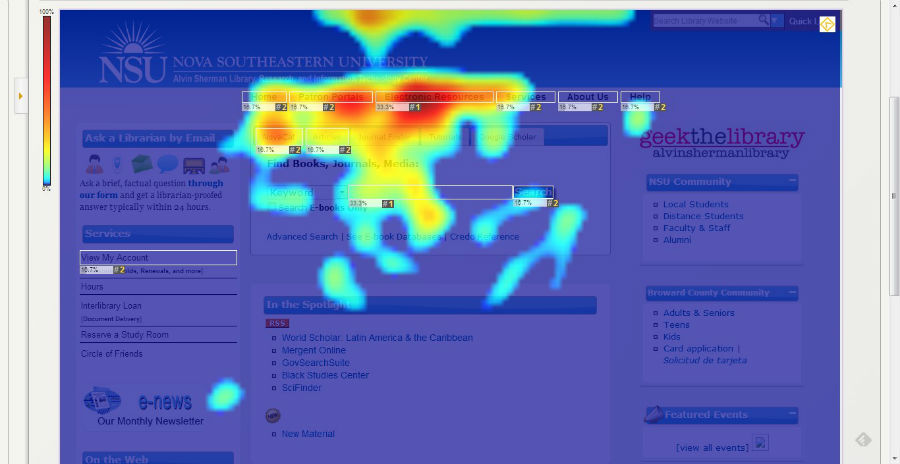 Search Library Website
Quick L
NSU
NOVA SOUTHEASTERN UNIVERSITY
Alvin Sherman Library, Research, and Information Technology Center
100%
Home Patron Portals Electronic Resources Services About Us Help
16.7% #2 16.7% #2 33.3% #1 16.7% #2 16.7% #2 16.7% #2
NovaCat Articles Journal Finder Tutorials Google Scholar
16.7% #2 16.7% #2
Find Books, Journals, Media:
Keyword Search
33.3% #1 16.7% #2
Search E-books Only
Advanced Search | See E-book Databases | Credo Reference
0%
Ask a Librarian by Email
Ask a brief, factual question through
our form and get a librarian-proofed
answer typically within 24 hours.
Services
View My Account
16.7% #2 olds, Renewals, and more]
Hours
Interlibrary Loan
[Document Delivery]
Reserve a Study Room
Circle of Friends
e-news
Our Monthly Newsletter
On the Web
In the Spotlight
RSS
World Scholar: Latin America & the Caribbean
Mergent Online
GovSearchSuite
Black Studies Center
SciFinder
New Material
geekthelibrary
alvinshermanlibrary
NSU Community
Local Students
Distance Students
Faculty & Staff
Alumni
Broward County Community
Adults & Seniors
Teens
Kids
Card application |
Solicitud de tarjeta
Featured Events
[view all events]